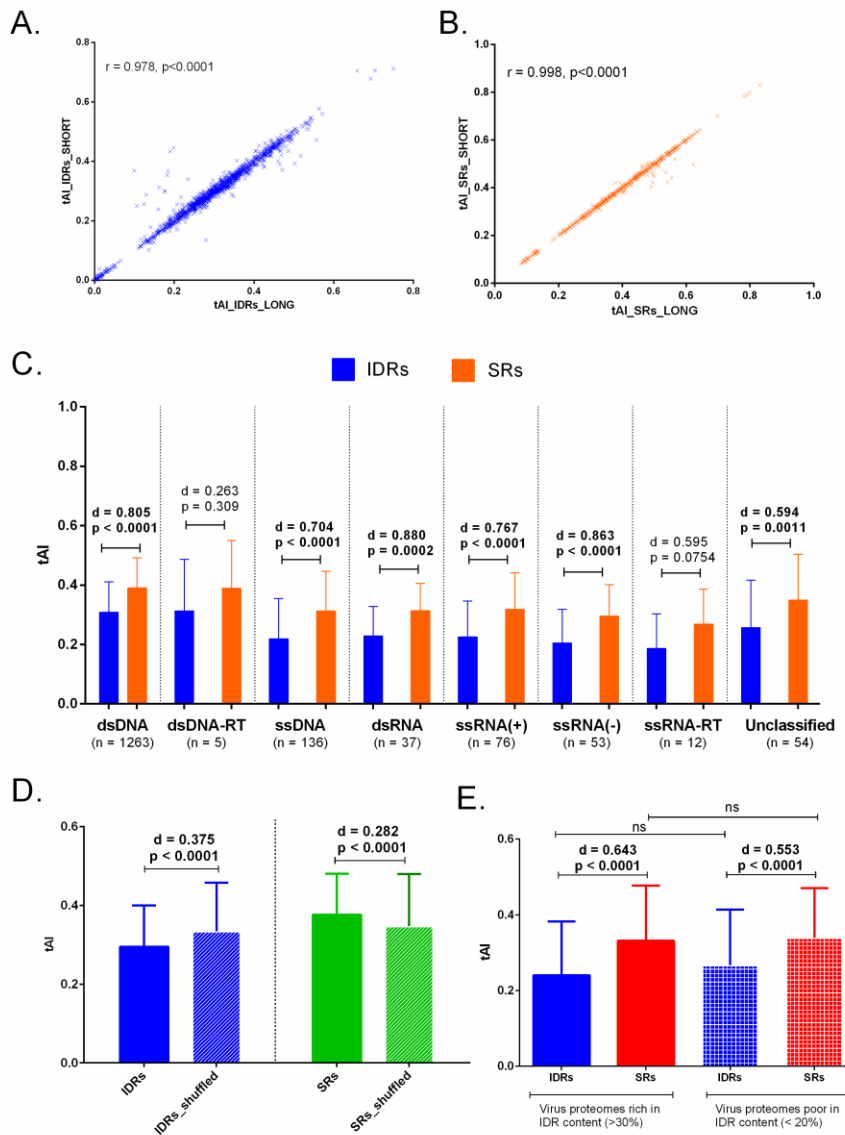 A.
r = 0.978, p<0.0001
tAI_IDRs_SHORT
0.8
0.6
0.4
0.2
0.0
0.0 0.2 0.4 0.6 0.8
tAI_IDRs_LONG
B.
r = 0.998, p<0.0001
tAI_SRs_SHORT
1.0
0.8
0.6
0.4
0.2
0.0
0.0 0.2 0.4 0.6 0.8 1.0
tAI_SRs_LONG
C.
IDRs SRs
tAI
1.0
0.8
0.6
0.4
0.2
0.0
d = 0.805
p < 0.0001
d = 0.263
p = 0.309
d = 0.704
p < 0.0001
d = 0.880
p = 0.0002
d = 0.767
p < 0.0001
d = 0.863
p < 0.0001
d = 0.595
p = 0.0754
d = 0.594
p = 0.0011
dsDNA
(n = 1263)
dsDNA-RT
(n = 5)
ssDNA
(n = 136)
dsRNA
(n = 37)
ssRNA(+)
(n = 76)
ssRNA(-)
(n = 53)
ssRNA-RT
(n = 12)
Unclassified
(n = 54)
D.
tAI
0.6
0.4
0.2
0.0
d = 0.375
p < 0.0001
d = 0.282
p < 0.0001
IDRs
IDRs_shuffled
SRs
SRs_shuffled
E.
tAI
0.6
0.4
0.2
0.0
ns
ns
d = 0.643
p < 0.0001
d = 0.553
p < 0.0001
IDRs SRs IDRs SRs
Virus proteomes rich in
IDR content (>30%)
Virus proteomes poor in
IDR content (< 20%)